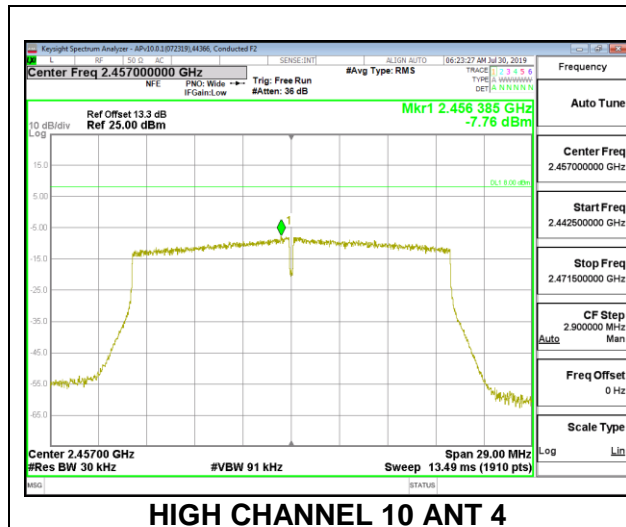 Keysight Spectrum Analyzer - APv10.0.1(072319),44366, Conducted F2
L RF 50 Ω AC SENSE:INT ALIGN AUTO 06:23:27 AM Jul 30, 2019
Center Freq 2.457000000 GHz #Avg Type: RMS TRACE 1 2 3 4 5 6
NFE PNO: Wide Trig: Free Run TYPE A WWWWW
IFGain:Low #Atten: 36 dB DET A N N N N N
Ref Offset 13.3 dB Mkr1 2.456 385 GHz
10 dB/div Ref 25.00 dBm -7.76 dBm
Log
15.0
DL1 8.00 dBm
5.00
1
-5.00
-15.0
-25.0
-35.0
-45.0
-55.0
-65.0
Center 2.45700 GHz Span 29.00 MHz
#Res BW 30 kHz #VBW 91 kHz Sweep 13.49 ms (1910 pts)
MSG STATUS
Frequency
Auto Tune
Center Freq
2.457000000 GHz
Start Freq
2.442500000 GHz
Stop Freq
2.471500000 GHz
CF Step
2.900000 MHz
Auto Man
Freq Offset
0 Hz
Scale Type
Log Lin
HIGH CHANNEL 10 ANT 4